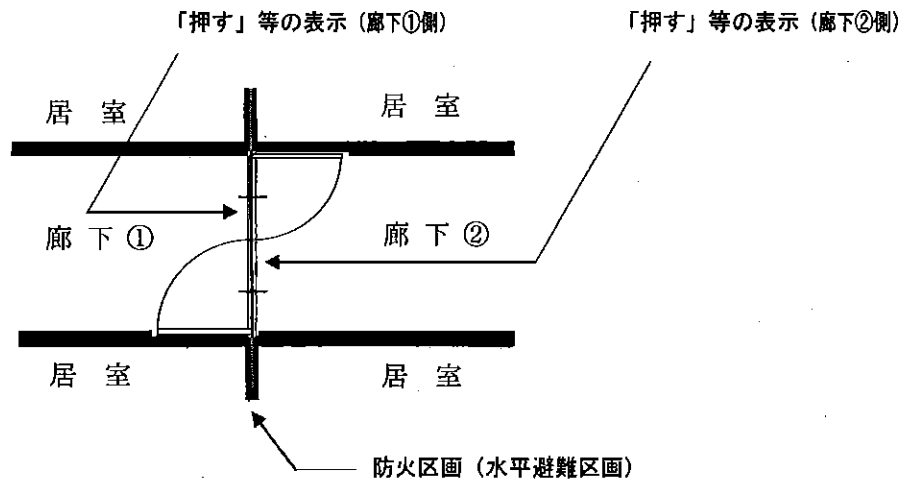 「押す」等の表示（廊下①側）
「押す」等の表示（廊下②側）
居 室
居 室
廊 下 ①
廊 下 ②
居 室
居 室
防火区画（水平避難区画）